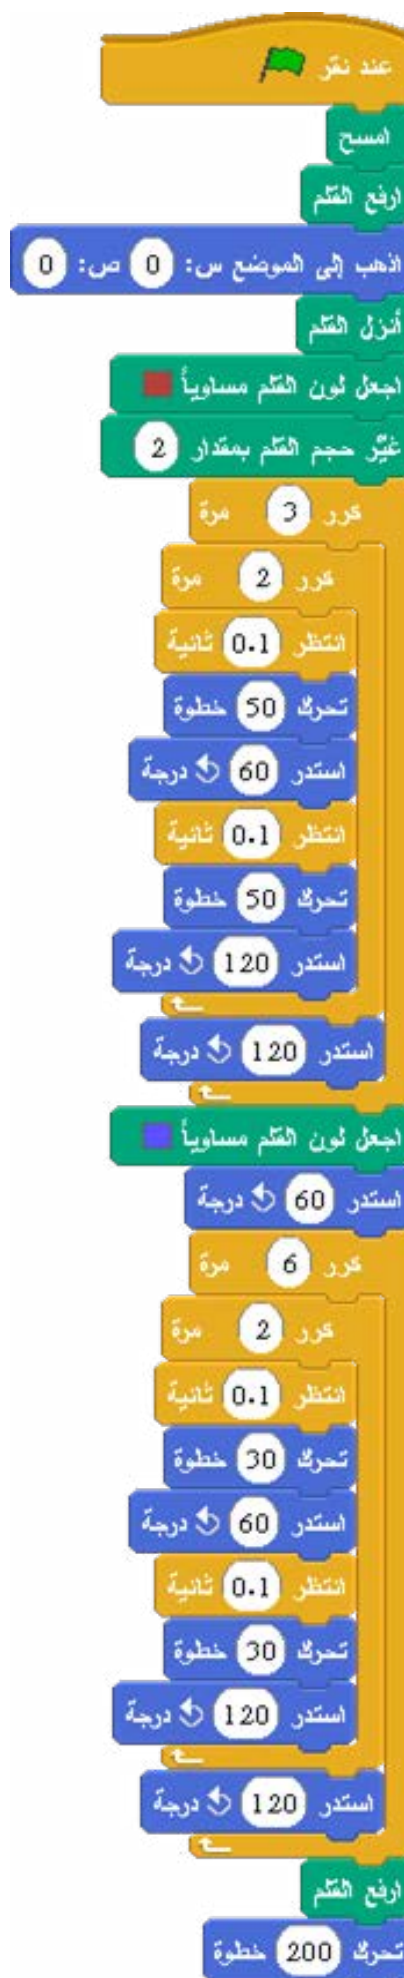 عند نقر
امسح
ارفع القلم
اذهب إلى الموضع س: 0 ص: 0
أنزل القلم
اجعل لون القلم مساوياً
غيّر حجم القلم بمقدار 2
كرر 3 مرة
كرر 2 مرة
انتظر 0.1 ثانية
تحرك 50 خطوة
استدر 60 درجة
انتظر 0.1 ثانية
تحرك 50 خطوة
استدر 120 درجة
استدر 120 درجة
اجعل لون القلم مساوياً
استدر 60 درجة
كرر 6 مرة
كرر 2 مرة
انتظر 0.1 ثانية
تحرك 30 خطوة
استدر 60 درجة
انتظر 0.1 ثانية
تحرك 30 خطوة
استدر 120 درجة
استدر 120 درجة
ارفع القلم
تحرك 200 خطوة